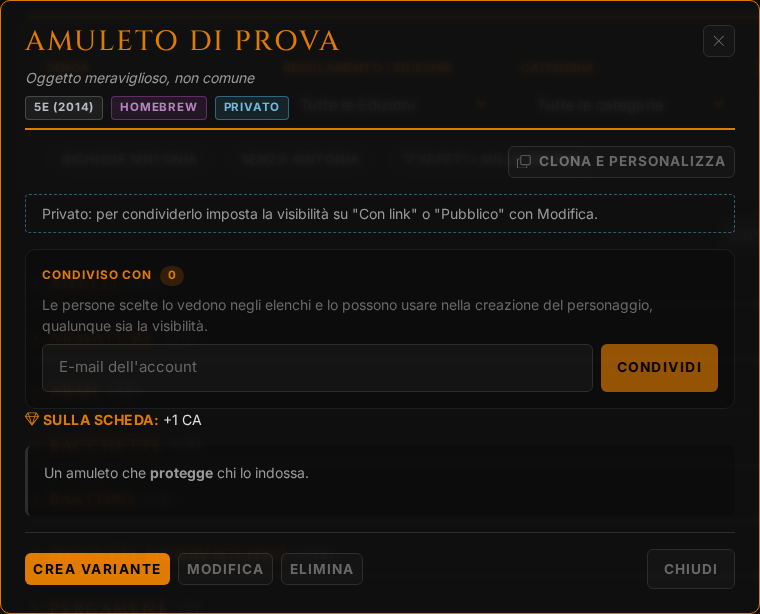 AMULETO DI PROVA
Oggetto meraviglioso, non comune
5E (2014) HOMEBREW PRIVATO
CLONA E PERSONALIZZA
Privato: per condividerlo imposta la visibilità su "Con link" o "Pubblico" con Modifica.
CONDIVISO CON 0
Le persone scelte lo vedono negli elenchi e lo possono usare nella creazione del personaggio,
qualunque sia la visibilità.
E-mail dell'account
CONDIVIDI
SULLA SCHEDA: +1 CA
Un amuleto che protegge chi lo indossa.
CREA VARIANTE MODIFICA ELIMINA CHIUDI